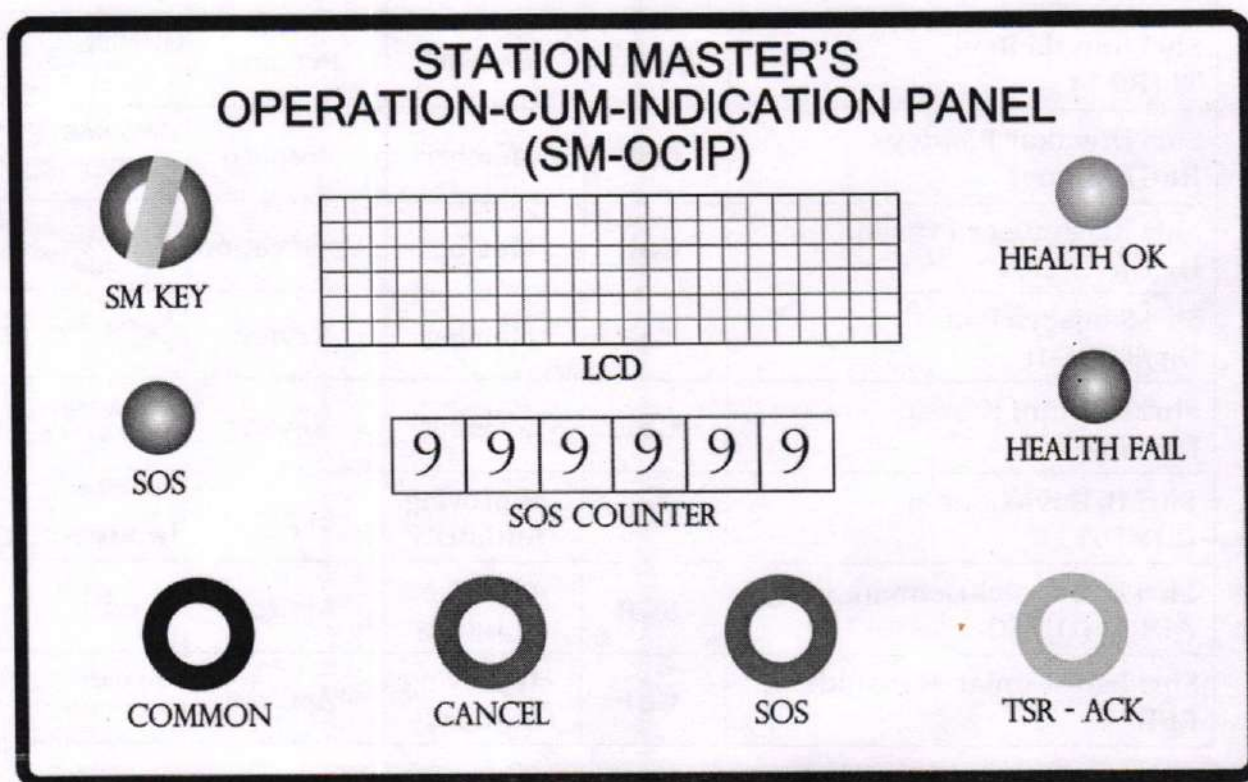 STATION MASTER'S
OPERATION-CUM-INDICATION PANEL
(SM-OCIP)
SM KEY
HEALTH OK
LCD
SOS
HEALTH FAIL
9 9 9 9 9 9
SOS COUNTER
COMMON
CANCEL
SOS
TSR - ACK